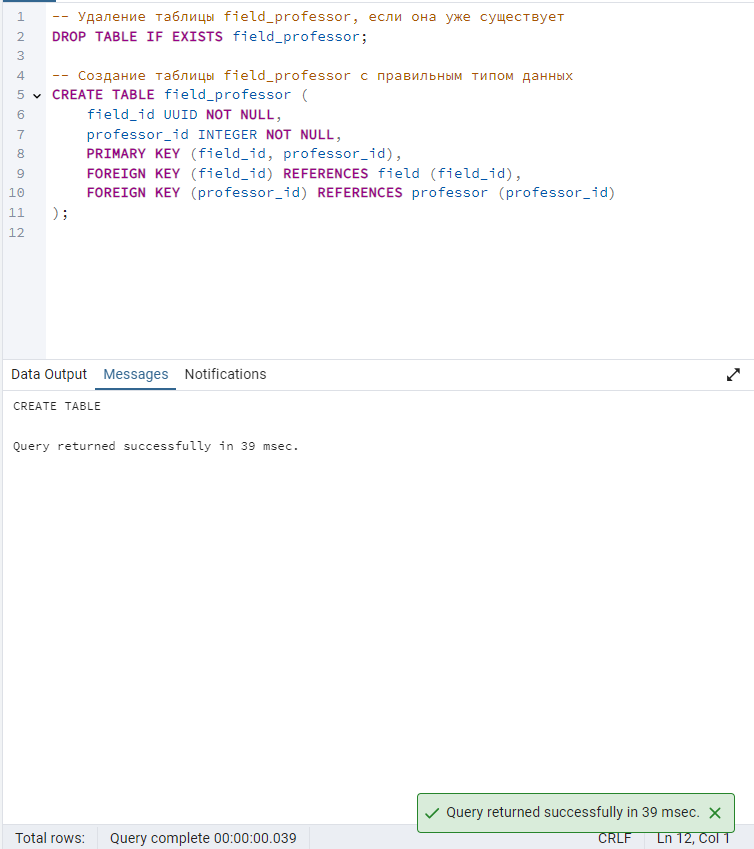 1 -- Удаление таблицы field_professor, если она уже существует
2 DROP TABLE IF EXISTS field_professor;
3
4 -- Создание таблицы field_professor с правильным типом данных
5 CREATE TABLE field_professor (
6     field_id UUID NOT NULL,
7     professor_id INTEGER NOT NULL,
8     PRIMARY KEY (field_id, professor_id),
9     FOREIGN KEY (field_id) REFERENCES field (field_id),
10     FOREIGN KEY (professor_id) REFERENCES professor (professor_id)
11 );
12
Data Output Messages Notifications
CREATE TABLE
Query returned successfully in 39 msec.
Query returned successfully in 39 msec.
Total rows: Query complete 00:00:00.039 CRLF Ln 12, Col 1